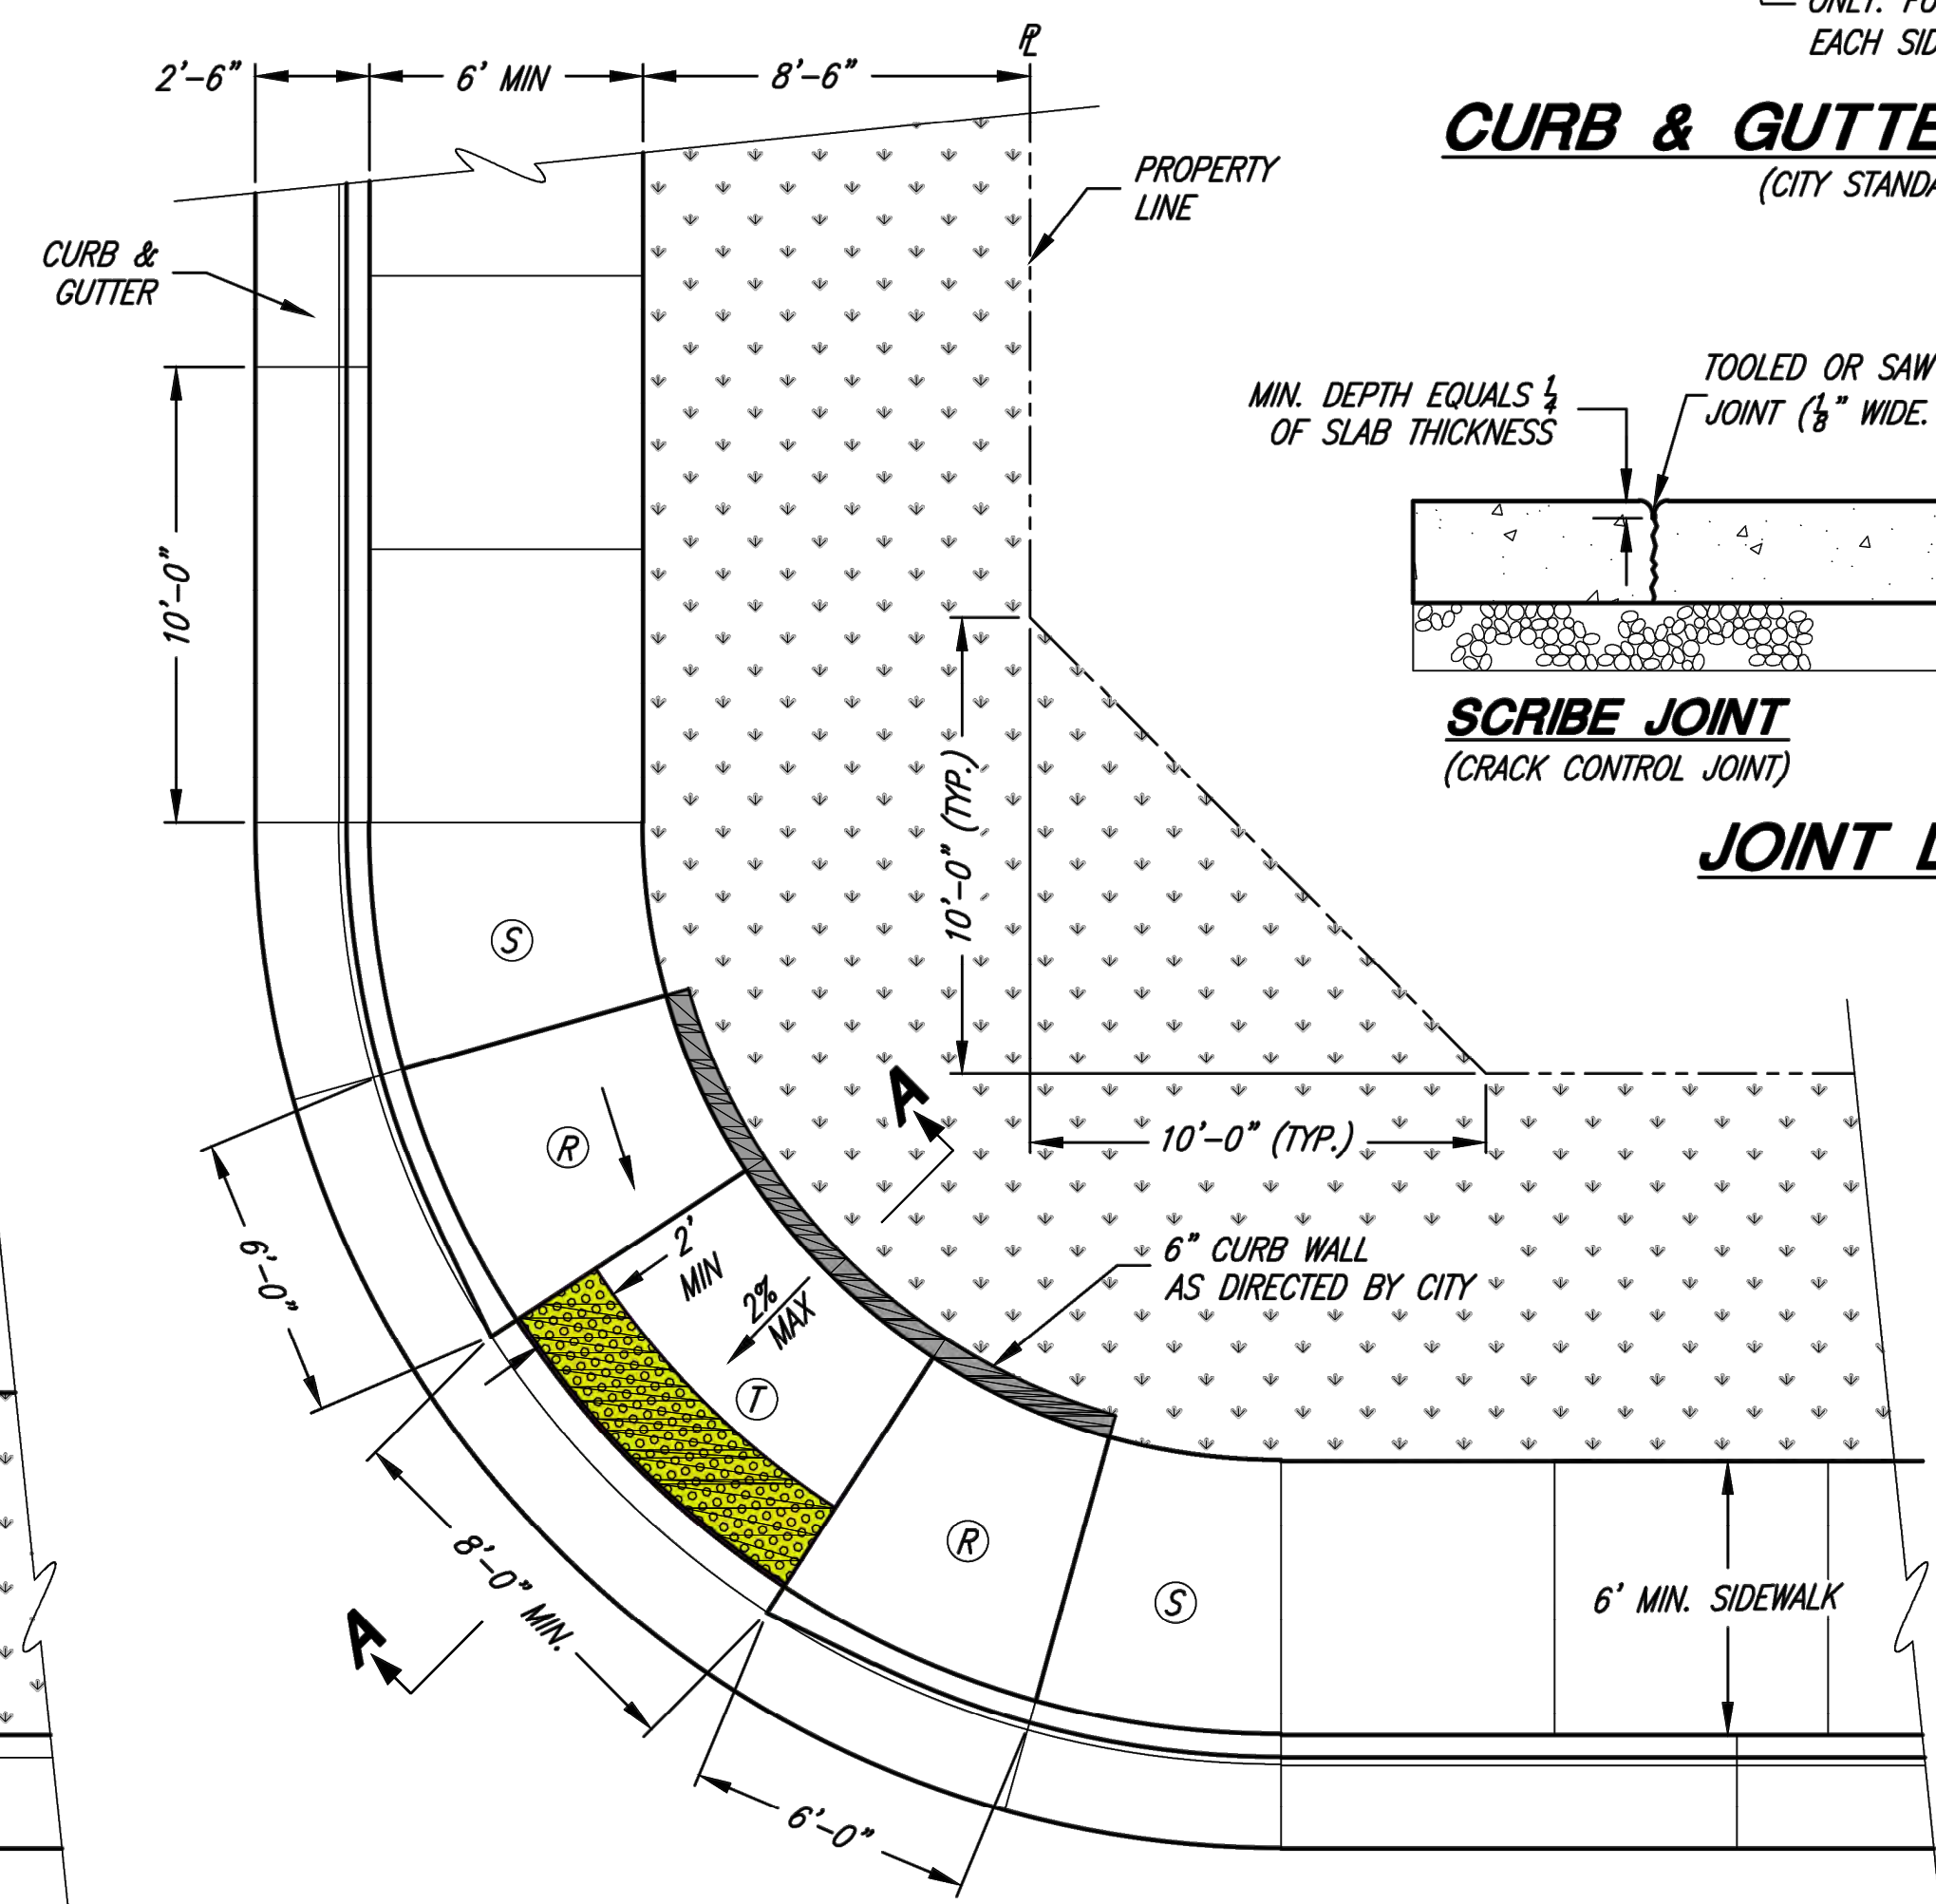 ONLY.
EACH SID
2'-6"
6' MIN
8'-6"
PL
CURB & GUTTE
(CITY STANDA
PROPERTY
LINE
CURB &
GUTTER
MIN. DEPTH EQUALS 1/4
OF SLAB THICKNESS
TOOLED OR SAW
JOINT (1/8" WIDE.
10'-0"
SCRIBE JOINT
(CRACK CONTROL JOINT)
10'-0" (TYP.)
JOINT
S
A
10'-0" (TYP.)
R
6'-0"
2'
MIN
2%
MAX
6" CURB WALL
AS DIRECTED BY CITY
T
R
S
8'-0" MIN.
6' MIN. SIDEWALK
A
6'-0"